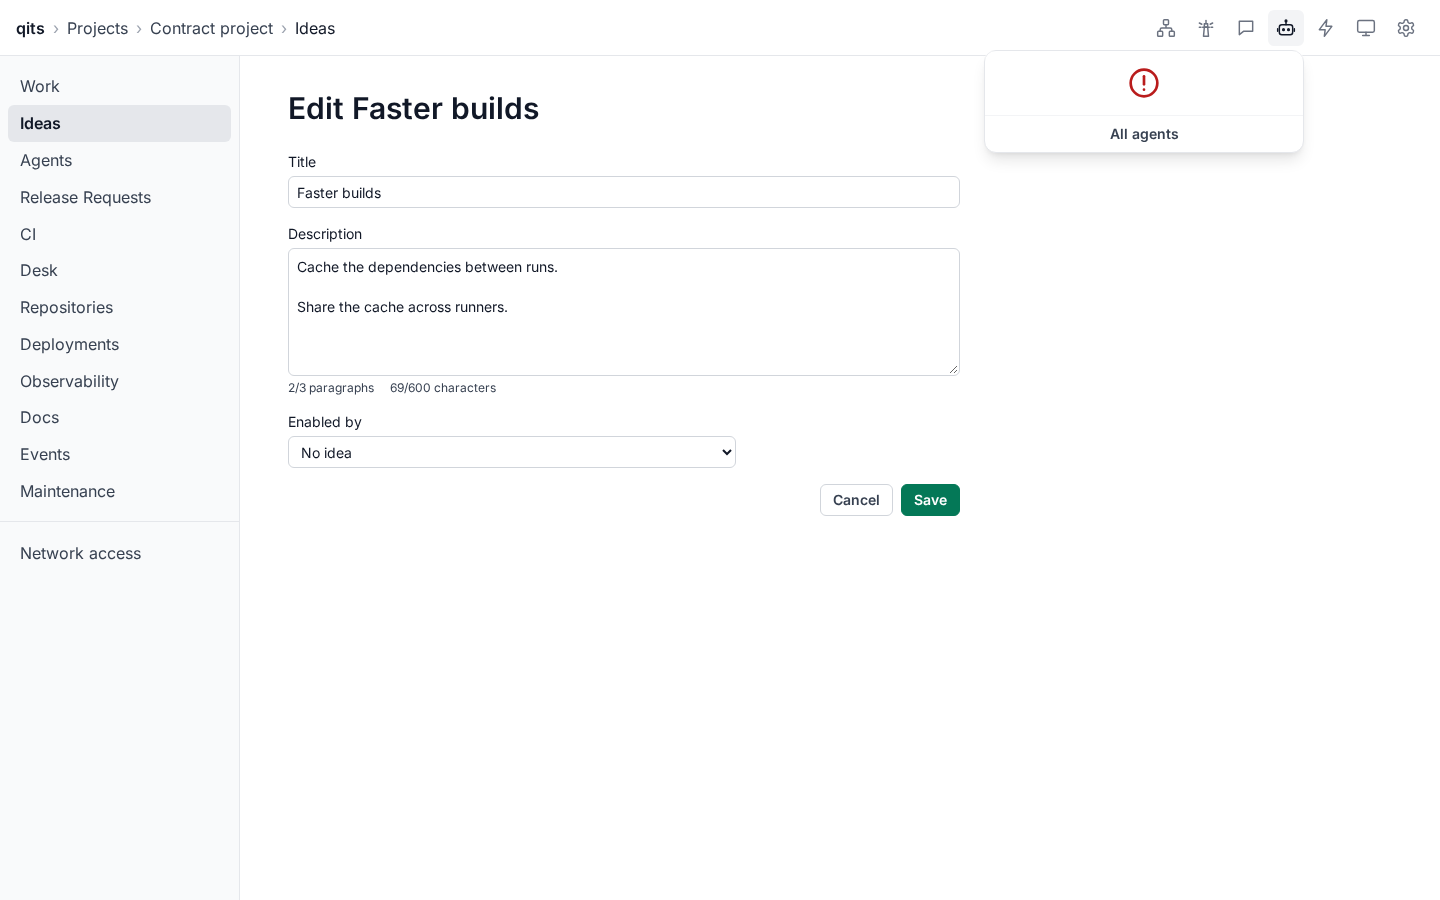 qits › Projects › Contract project › Ideas
Work
Ideas
Agents
Release Requests
CI
Desk
Repositories
Deployments
Observability
Docs
Events
Maintenance
Network access
Edit Faster builds
Title
Faster builds
Description
Cache the dependencies between runs.
Share the cache across runners.
2/3 paragraphs 69/600 characters
Enabled by
No idea
Cancel Save
All agents